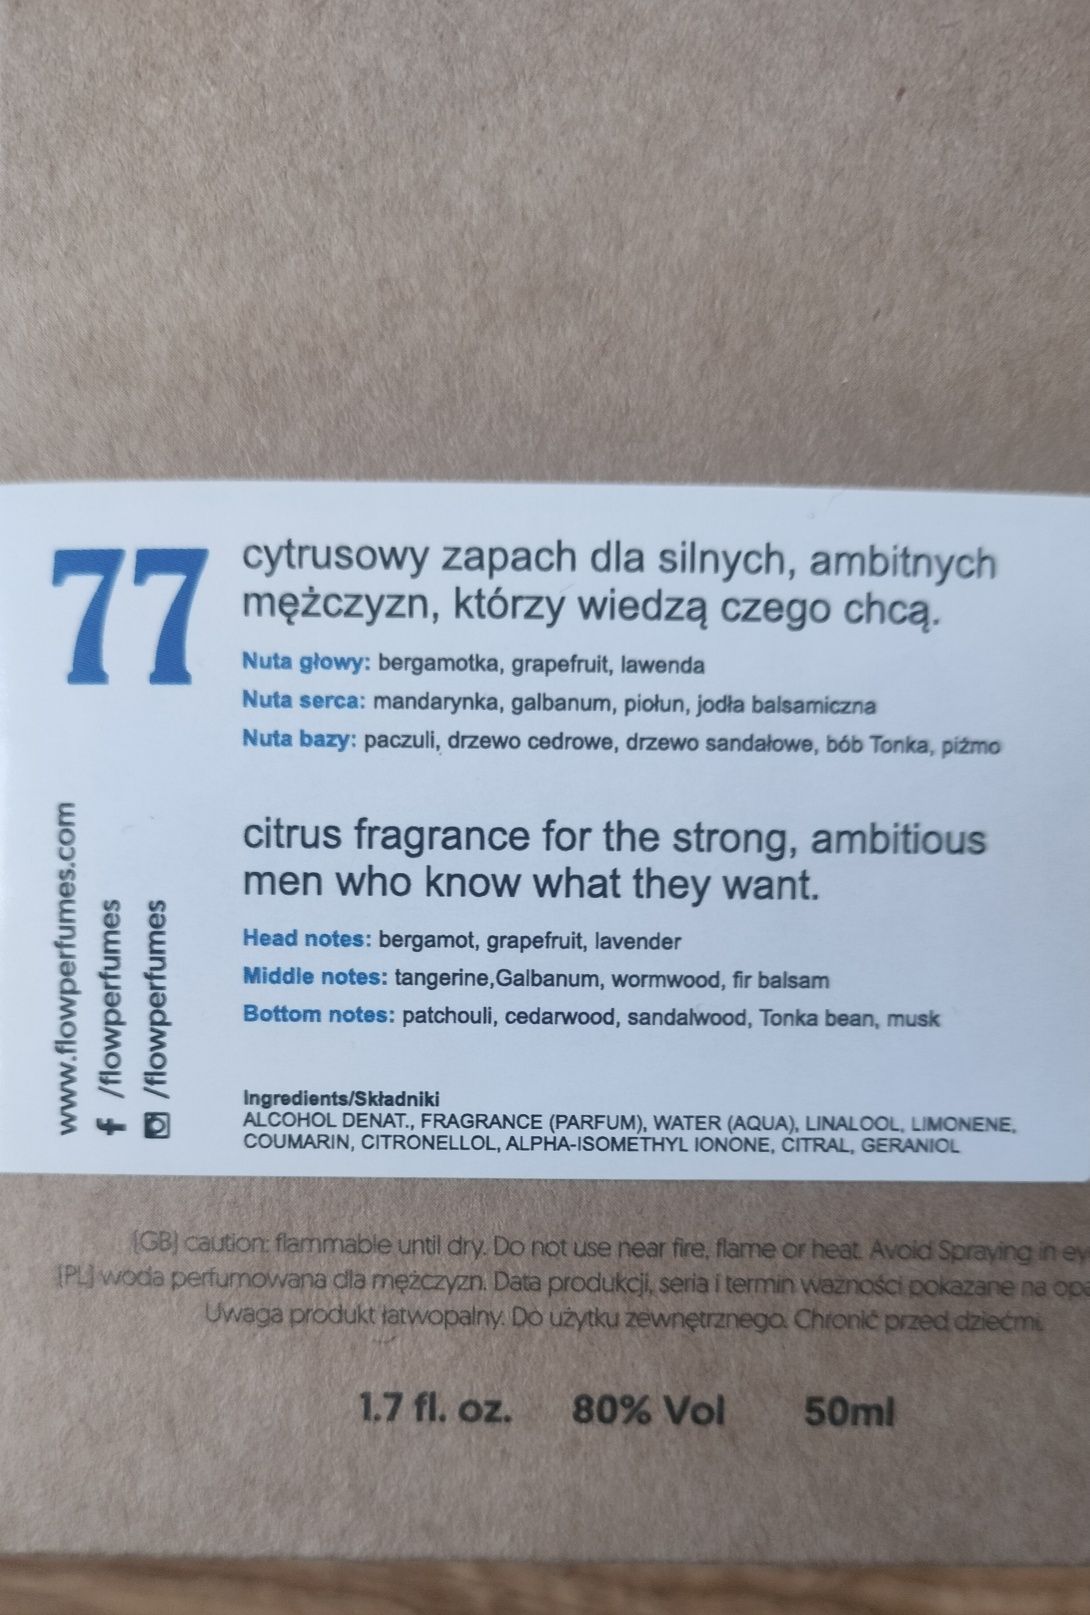 77
cytrusowy zapach dla silnych, ambitnych
mężczyzn, którzy wiedzą czego chcą.
Nuta głowy: bergamotka, grapefruit, lawenda
Nuta serca: mandarynka, galbanum, piołun, jodła balsamiczna
Nuta bazy: paczuli, drzewo cedrowe, drzewo sandałowe, bób Tonka, piżmo
citrus fragrance for the strong, ambitious
men who know what they want.
Head notes: bergamot, grapefruit, lavender
Middle notes: tangerine,Galbanum, wormwood, fir balsam
Bottom notes: patchouli, cedarwood, sandalwood, Tonka bean, musk
www.flowperfumes.com
/flowperfumes
/flowperfumes
Ingredients/Składniki
ALCOHOL DENAT., FRAGRANCE (PARFUM), WATER (AQUA), LINALOOL, LIMONENE,
COUMARIN, CITRONELLOL, ALPHA-ISOMETHYL IONONE, CITRAL, GERANIOL
[GB] caution: flammable until dry. Do not use near fire, flame or heat. Avoid Spraying in
[PL] woda perfumowana dla mężczyzn. Data produkcji, seria i termin ważności pokazane na
Uwaga produkt łatwopalny. Do użytku zewnętrznego. Chronić przed dziećmi.
1.7 fl. oz. 80% Vol 50ml